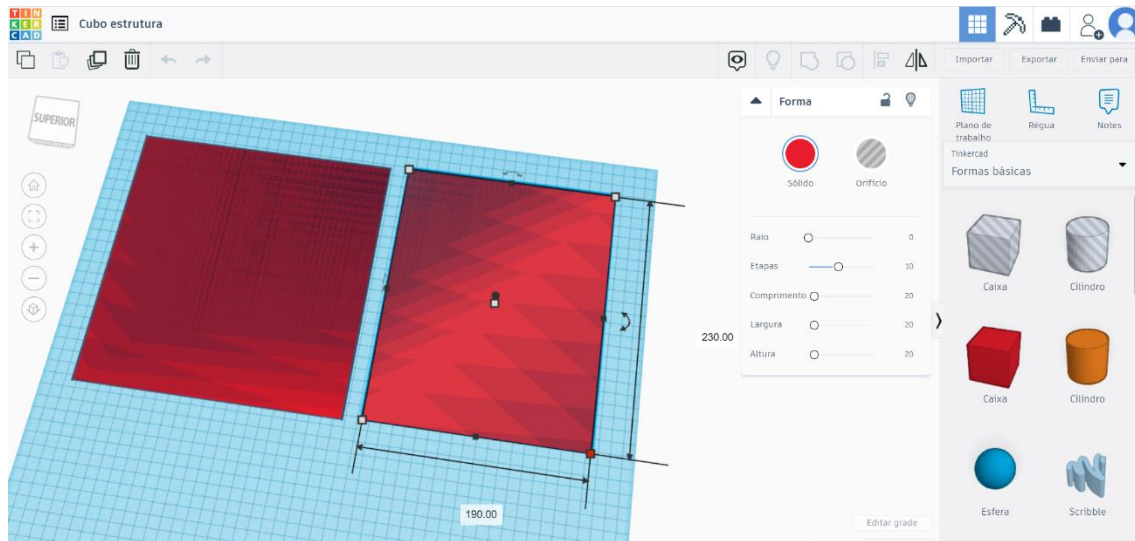 TIN
KER
CAD
Cubo estrutura
Importar
Exportar
Enviar para
SUPERIOR
Forma
Sólido
Orifício
Raio
0
Etapas
10
Comprimento
20
Largura
20
Altura
20
230.00
190.00
Editar grade
Plano de
trabalho
Régua
Notes
Tinkercad
Formas básicas
Caixa
Cilindro
Caixa
Cilindro
Esfera
Scribble